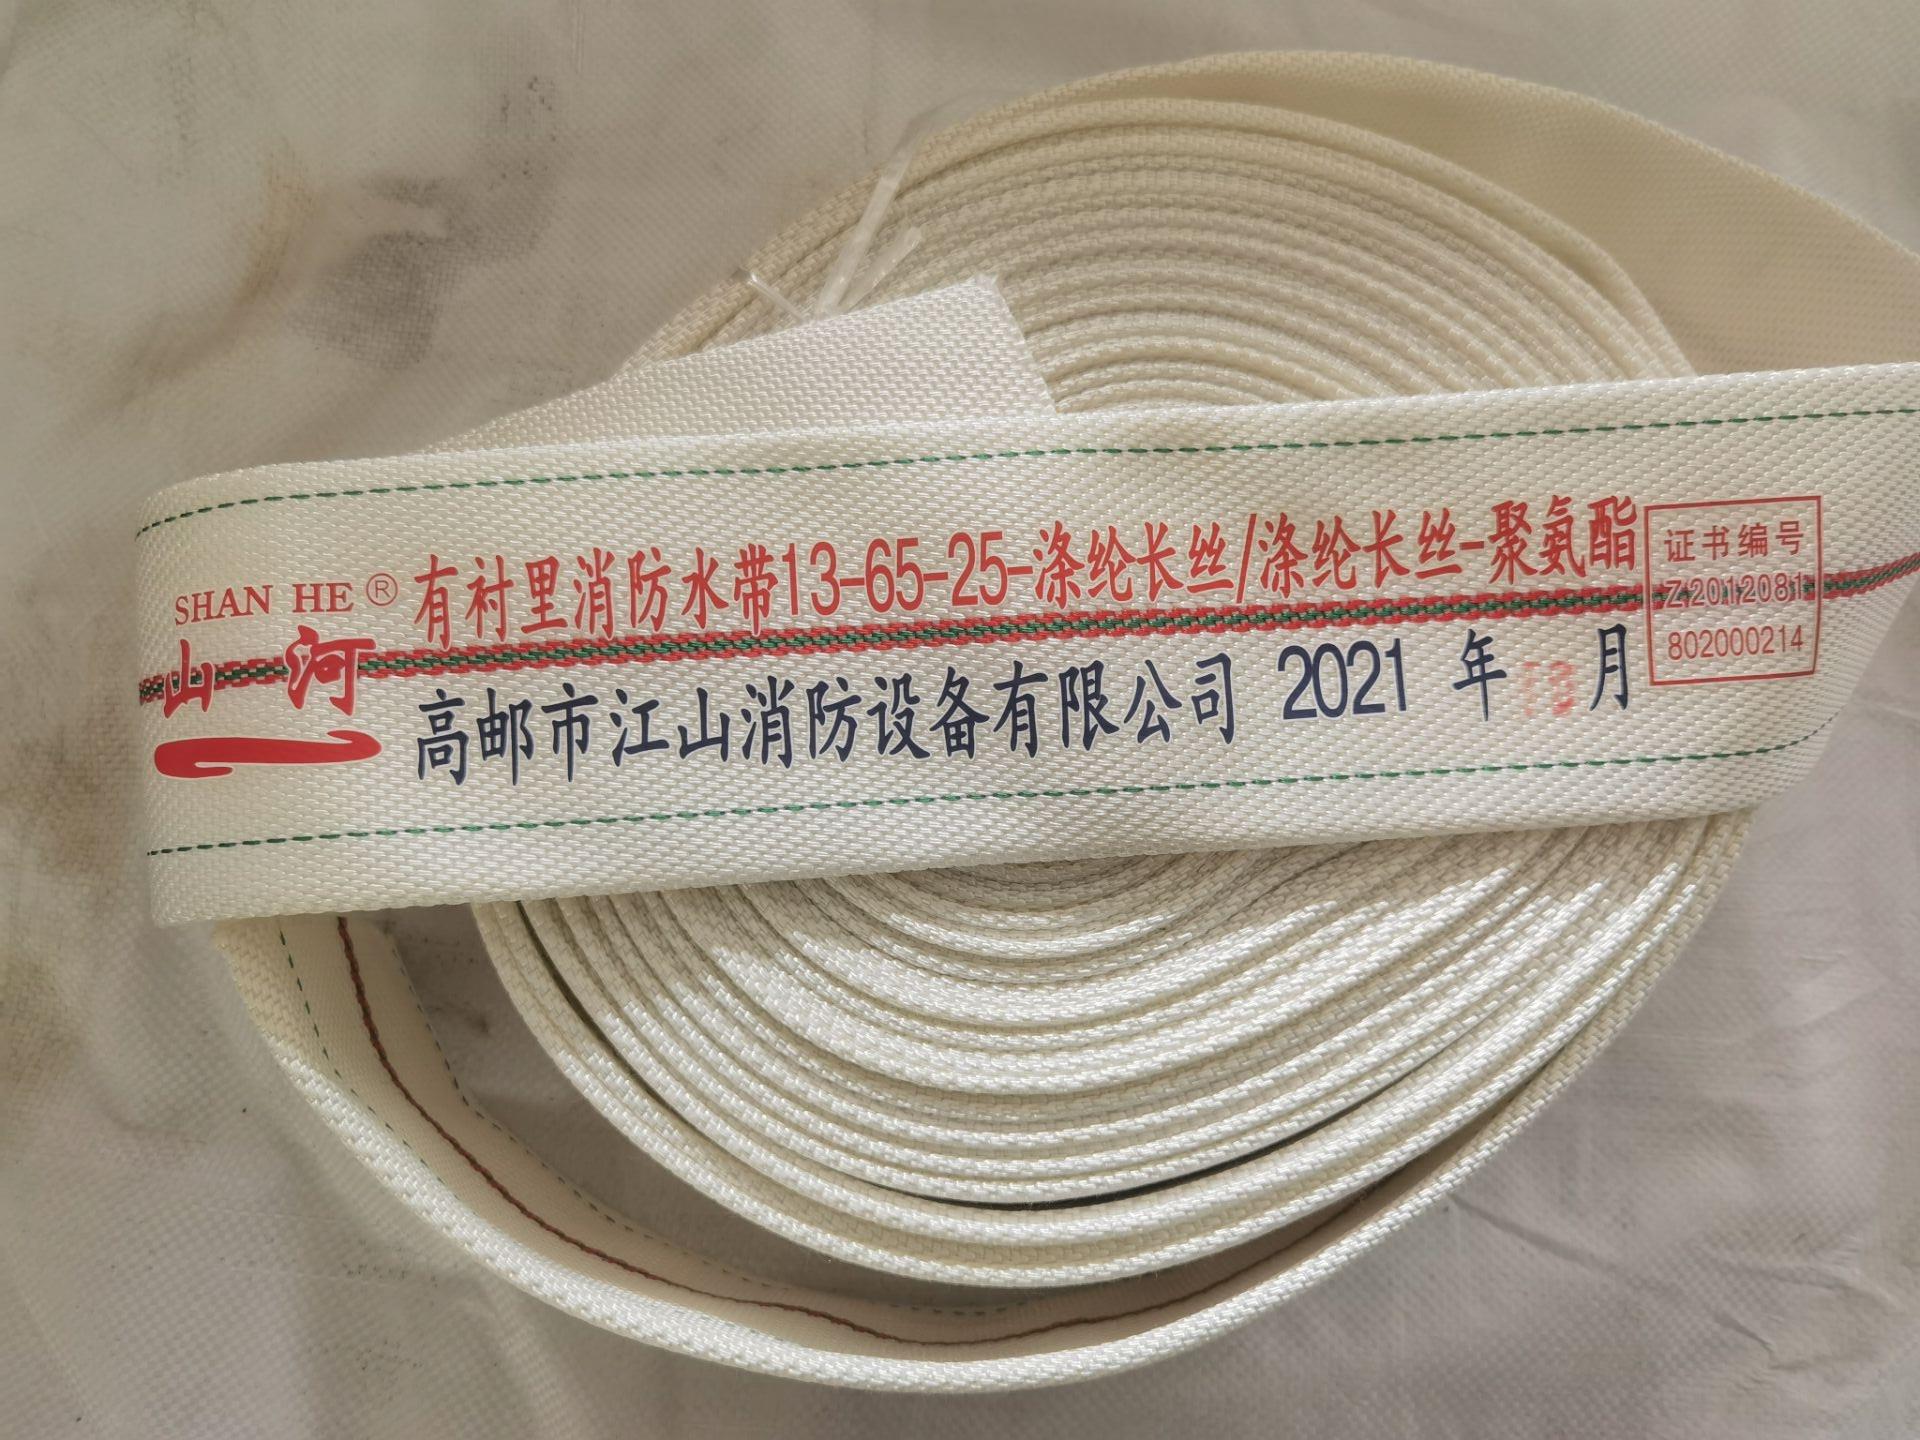 SHAN HE®
山河
有衬里消防水带13-65-25-涤纶长丝/涤纶长丝-聚氨酯
高邮市江山消防设备有限公司 2021 年 月
证书编号
Z2012081
802000214